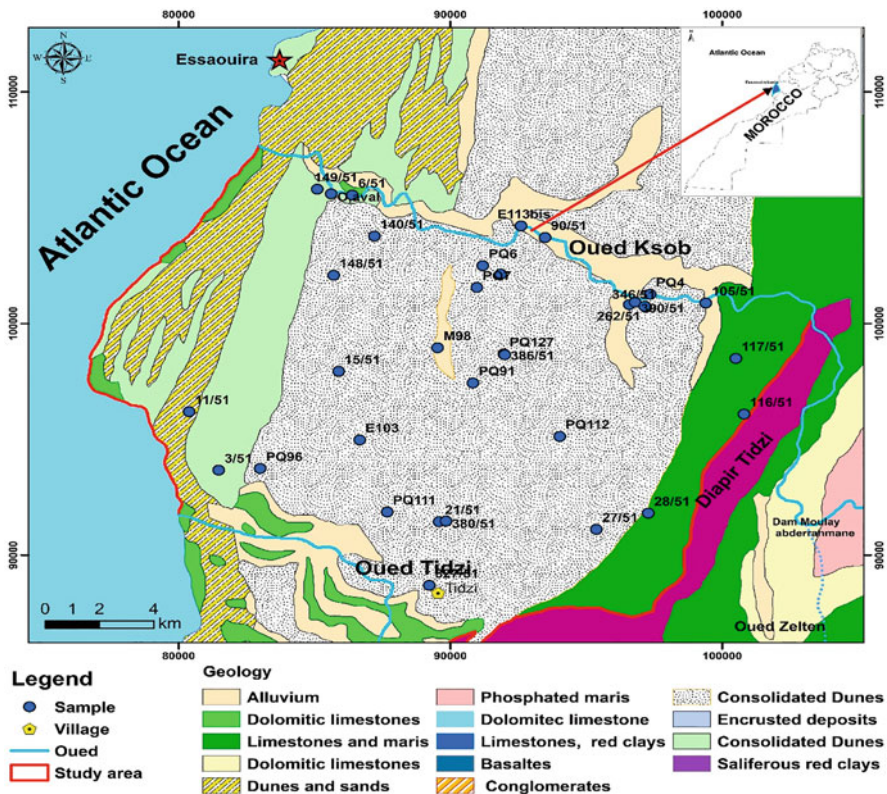 80000 90000 100000
110000
100000
90000
110000
100000
90000
N
W E
S
Essaouira
Atlantic Ocean
Atlantic Ocean
MOROCCO
149/51
6/51
140/51
148/51
E113bis
90/51
Oued Ksob
PQ6
PQ4
105/51
346/51
262/51
390/51
M98
PQ127
386/51
117/51
15/51
PQ91
116/51
11/51
E103
PQ112
3/51
PQ96
Diapir Tidzi
PQ111
21/51
380/51
28/51
27/51
Dam Moulay
abderrahmane
Oued Tidzi
Tidzi
Oued Zelten
0 1 2 4
km
80000 90000 100000
Legend
Sample
Village
Oued
Study area
Geology
Alluvium
Dolomitic limestones
Limestones and maris
Dolomitic limestones
Dunes and sands
Phosphated maris
Dolomitec limestone
Limestones, red clays
Basaltes
Conglomerates
Consolidated Dunes
Encrusted deposits
Consolidated Dunes
Saliferous red clays